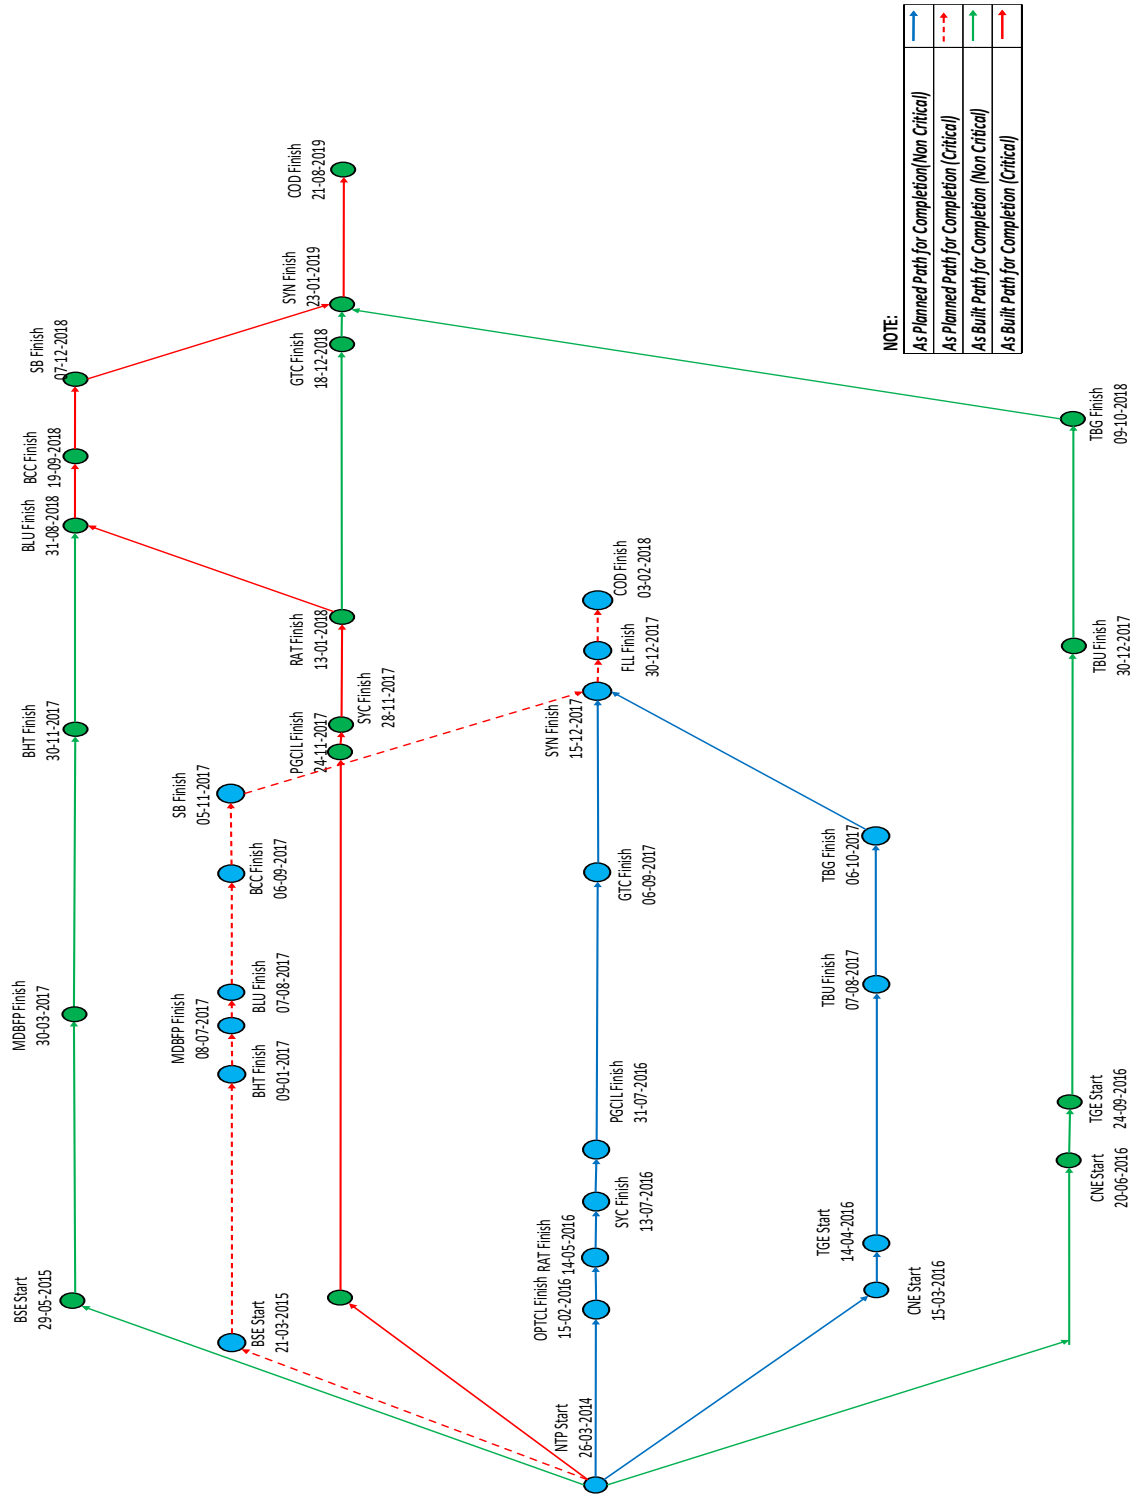 MDBFP Finish
30-03-2017
BSE Start
29-05-2015
BHT Finish
30-11-2017
BLU Finish
31-08-2018
BCC Finish
19-09-2018
SB Finish
07-12-2018
SB Finish
05-11-2017
MDBFP Finish
08-07-2017
BSE Start
21-03-2015
BHT Finish
09-01-2017
BLU Finish
07-08-2017
BCC Finish
06-09-2017
PGCIL Finish
24-11-2017
SYC Finish
28-11-2017
RAT Finish
13-01-2018
GTC Finish
18-12-2018
SYN Finish
23-01-2019
COD Finish
21-08-2019
NTP Start
26-03-2014
OPTCL Finish
15-02-2016
RAT Finish
14-05-2016
SYC Finish
13-07-2016
PGCIL Finish
31-07-2016
GTC Finish
06-09-2017
SYN Finish
15-12-2017
FLL Finish
30-12-2017
COD Finish
03-02-2018
CNE Start
15-03-2016
TGE Start
14-04-2016
TBU Finish
07-08-2017
TBG Finish
06-10-2017
CNE Start
20-06-2016
TGE Start
24-09-2016
TBU Finish
30-12-2017
TBG Finish
09-10-2018
NOTE:
As Planned Path for Completion(Non Critical)
As Planned Path for Completion (Critical)
As Built Path for Completion (Non Critical)
As Built Path for Completion (Critical)